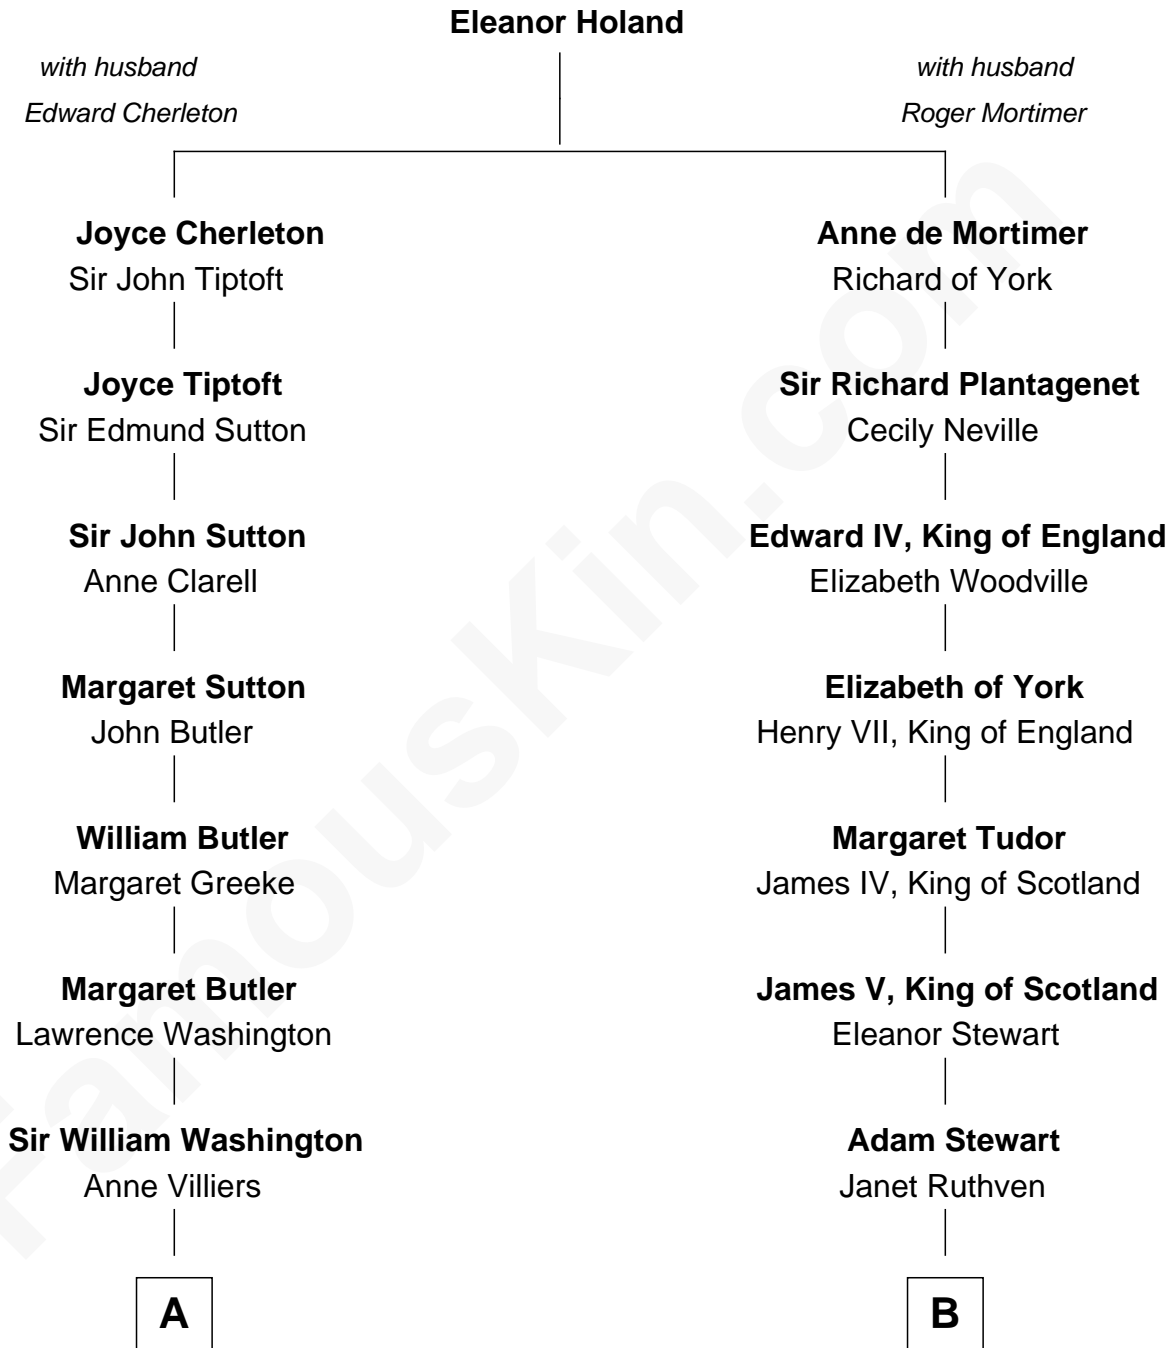 Eleanor Holand
with husband
Edward Cherleton
with husband
Roger Mortimer
Joyce Cherleton
Sir John Tiptoft
Anne de Mortimer
Richard of York
Joyce Tiptoft
Sir Edmund Sutton
Sir Richard Plantagenet
Cecily Neville
Sir John Sutton
Anne Clarell
Edward IV, King of England
Elizabeth Woodville
Margaret Sutton
John Butler
Elizabeth of York
Henry VII, King of England
William Butler
Margaret Greeke
Margaret Tudor
James IV, King of Scotland
Margaret Butler
Lawrence Washington
James V, King of Scotland
Eleanor Stewart
Sir William Washington
Anne Villiers
Adam Stewart
Janet Ruthven
A
B
FamousKin.com